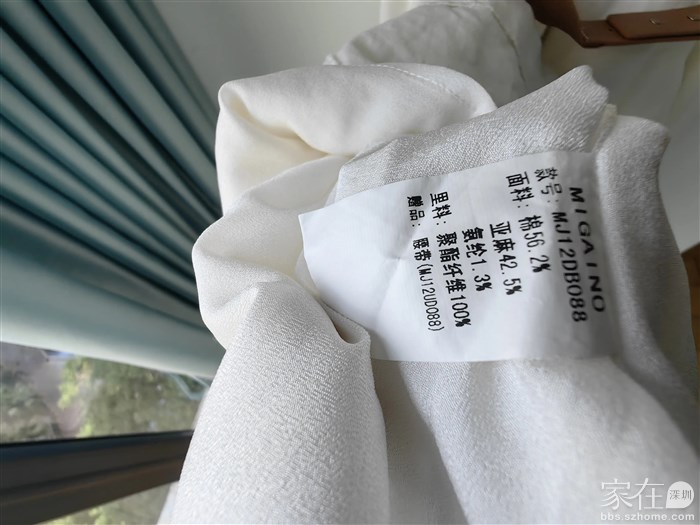 MIGAINO
款号: MJ12DB088
面料: 棉56.2%
亚麻42.5%
氨纶1.3%
里料: 聚酯纤维100%
赠品: 腰带(MJ12UD088)
家在深圳
bbs.szhome.com